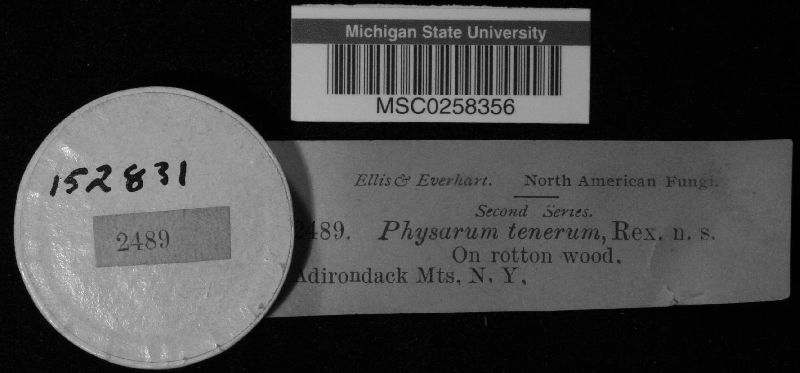 Michigan State University
MSC0258356
152831
2489
Ellis & Everhart. North American Fungi.
Second Series.
2489. Physarum tenerum, Rex. n. s.
On rotton wood.
Adirondack Mts, N. Y.